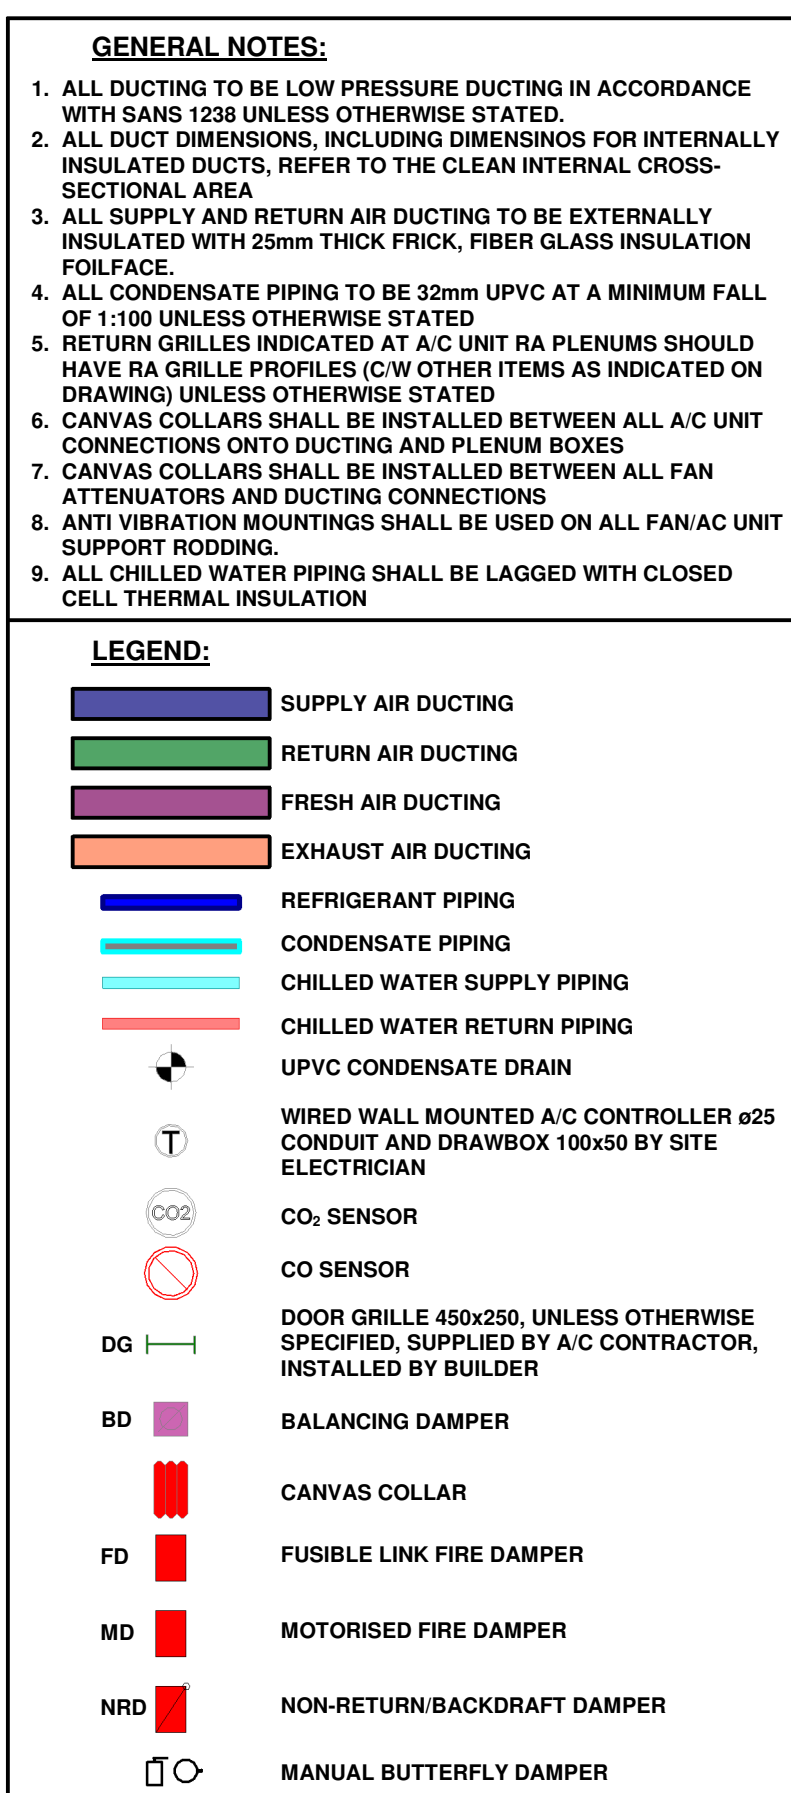 GENERAL NOTES:
1. ALL DUCTING TO BE LOW PRESSURE DUCTING IN ACCORDANCE
WITH SANS 1238 UNLESS OTHERWISE STATED.
2. ALL DUCT DIMENSIONS, INCLUDING DIMENSINOS FOR INTERNALLY
INSULATED DUCTS, REFER TO THE CLEAN INTERNAL CROSS-
SECTIONAL AREA
3. ALL SUPPLY AND RETURN AIR DUCTING TO BE EXTERNALLY
INSULATED WITH 25mm THICK FRICK, FIBER GLASS INSULATION
FOILFACE.
4. ALL CONDENSATE PIPING TO BE 32mm UPVC AT A MINIMUM FALL
OF 1:100 UNLESS OTHERWISE STATED
5. RETURN GRILLES INDICATED AT A/C UNIT RA PLENUMS SHOULD
HAVE RA GRILLE PROFILES (C/W OTHER ITEMS AS INDICATED ON
DRAWING) UNLESS OTHERWISE STATED
6. CANVAS COLLARS SHALL BE INSTALLED BETWEEN ALL A/C UNIT
CONNECTIONS ONTO DUCTING AND PLENUM BOXES
7. CANVAS COLLARS SHALL BE INSTALLED BETWEEN ALL FAN
ATTENUATORS AND DUCTING CONNECTIONS
8. ANTI VIBRATION MOUNTINGS SHALL BE USED ON ALL FAN/AC UNIT
SUPPORT RODDING.
9. ALL CHILLED WATER PIPING SHALL BE LAGGED WITH CLOSED
CELL THERMAL INSULATION
LEGEND:
SUPPLY AIR DUCTING
RETURN AIR DUCTING
FRESH AIR DUCTING
EXHAUST AIR DUCTING
REFRIGERANT PIPING
CONDENSATE PIPING
CHILLED WATER SUPPLY PIPING
CHILLED WATER RETURN PIPING
UPVC CONDENSATE DRAIN
T WIRED WALL MOUNTED A/C CONTROLLER ø25
CONDUIT AND DRAWBOX 100x50 BY SITE
ELECTRICIAN
CO2 CO₂ SENSOR
CO SENSOR
DG DOOR GRILLE 450x250, UNLESS OTHERWISE
SPECIFIED, SUPPLIED BY A/C CONTRACTOR,
INSTALLED BY BUILDER
BD BALANCING DAMPER
CANVAS COLLAR
FD FUSIBLE LINK FIRE DAMPER
MD MOTORISED FIRE DAMPER
NRD NON-RETURN/BACKDRAFT DAMPER
MANUAL BUTTERFLY DAMPER